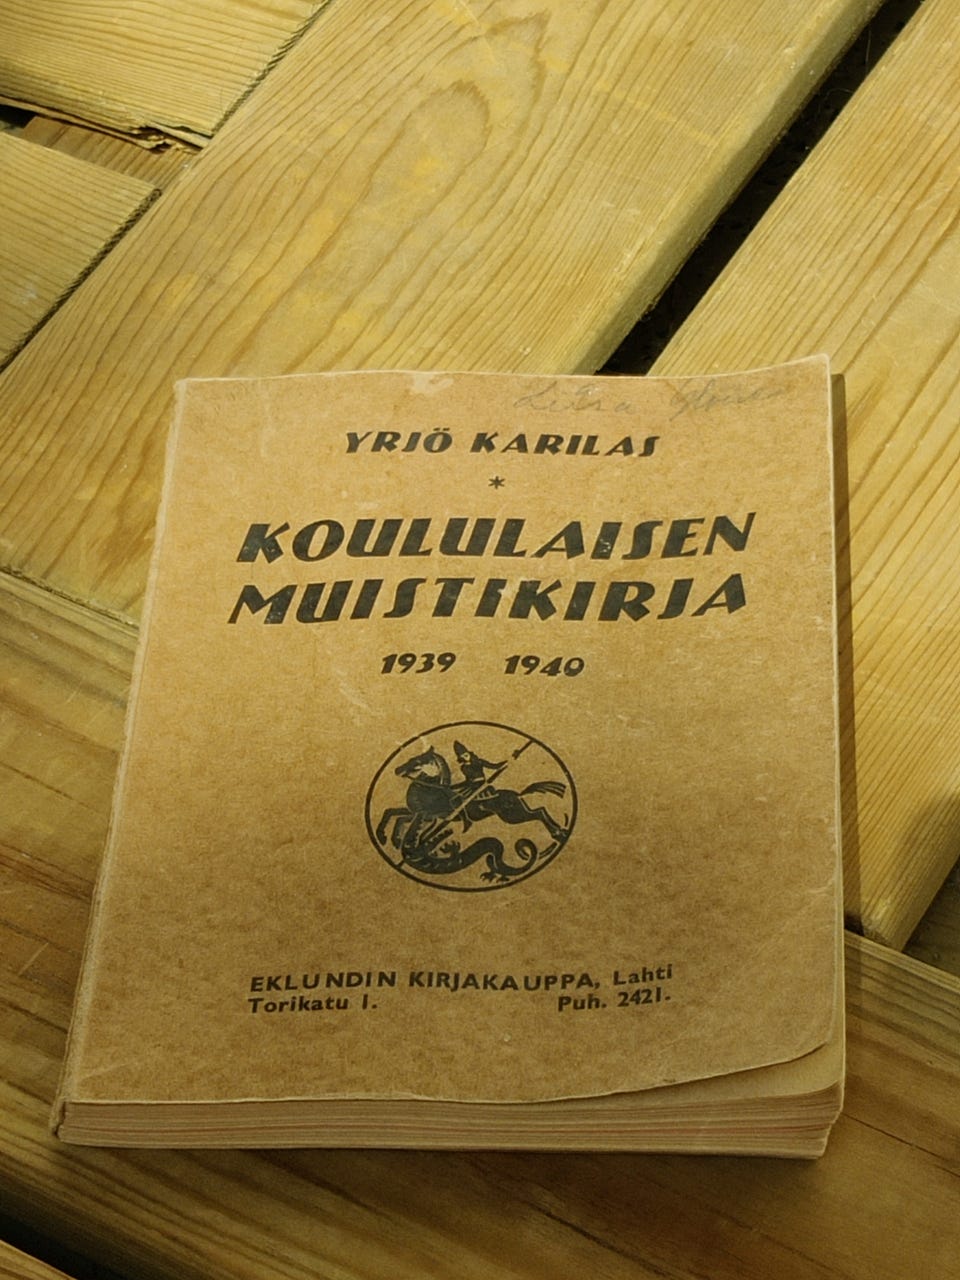 YRJÖ KARILAS
*
KOULULAISEN
MUISTIKIRJA
1939 1940
EKLUNDIN KIRJAKAUPPA, Lahti
Torikatu 1. Puh. 2421.